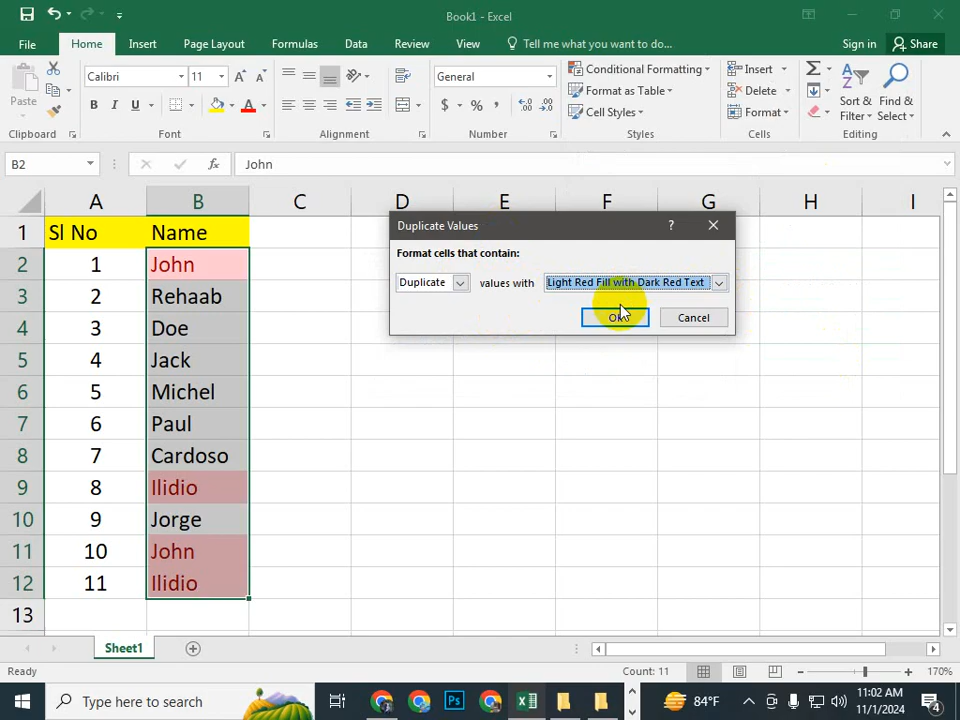 Book1 - Excel
File Home Insert Page Layout Formulas Data Review View Tell me what you want to do... Sign in Share
Paste Calibri 11 A A General Conditional Formatting Insert Sort & Filter Find & Select
B I U A $ % , Format as Table Delete
Cell Styles Format
Clipboard Font Alignment Number Styles Cells Editing
B2 fx John
A B C D E F G H I
1 Sl No Name
2 1 John
3 2 Rehaab
4 3 Doe
5 4 Jack
6 5 Michel
7 6 Paul
8 7 Cardoso
9 8 Ilidio
10 9 Jorge
11 10 John
12 11 Ilidio
13
Duplicate Values ?
Format cells that contain:
Duplicate values with Light Red Fill with Dark Red Text
OK Cancel
Sheet1
Ready Count: 11 170%
Type here to search Ps 84°F 11:02 AM
11/1/2024 4